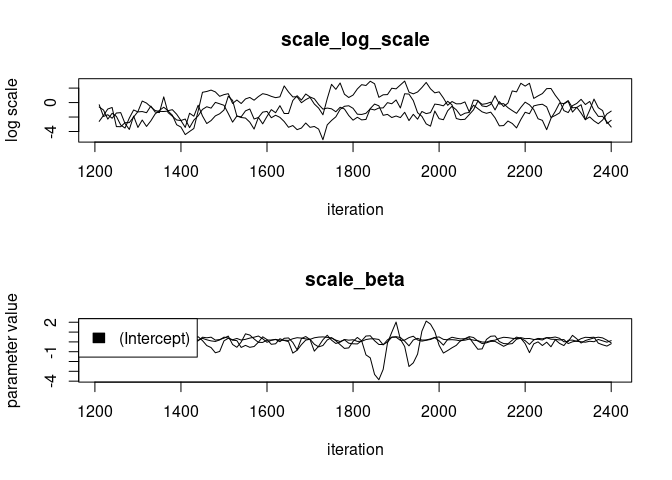 scale_log_scale
log scale
0
-4
1200 1400 1600 1800 2000 2200 2400
iteration
scale_beta
parameter value
2
-1
-4
(Intercept)
1200 1400 1600 1800 2000 2200 2400
iteration